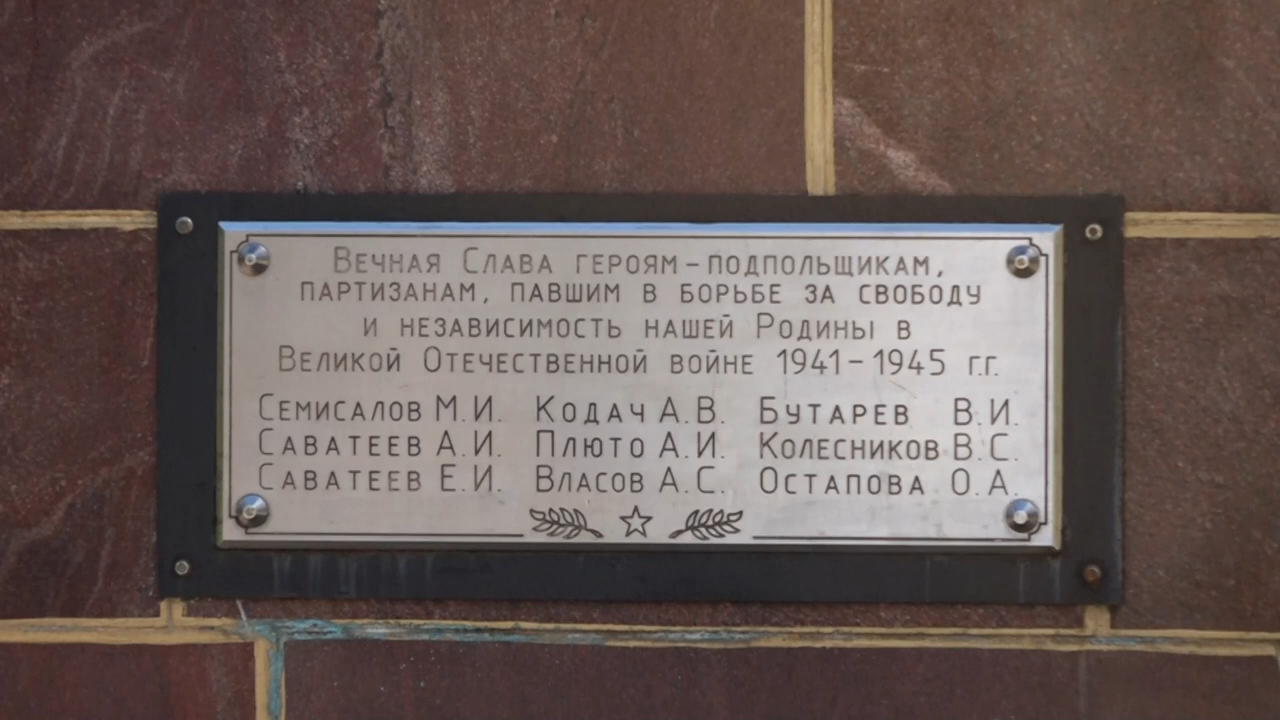 Вечная Слава героям-подпольщикам,
партизанам, павшим в борьбе за свободу
и независимость нашей Родины в
Великой Отечественной войне 1941-1945 г.г.
Семисалов М.И. Кодач А.В. Бутарев В.И.
Саватеев А.И. Плюто А.И. Колесников В.С.
Саватеев Е.И. Власов А.С. Остапова О.А.